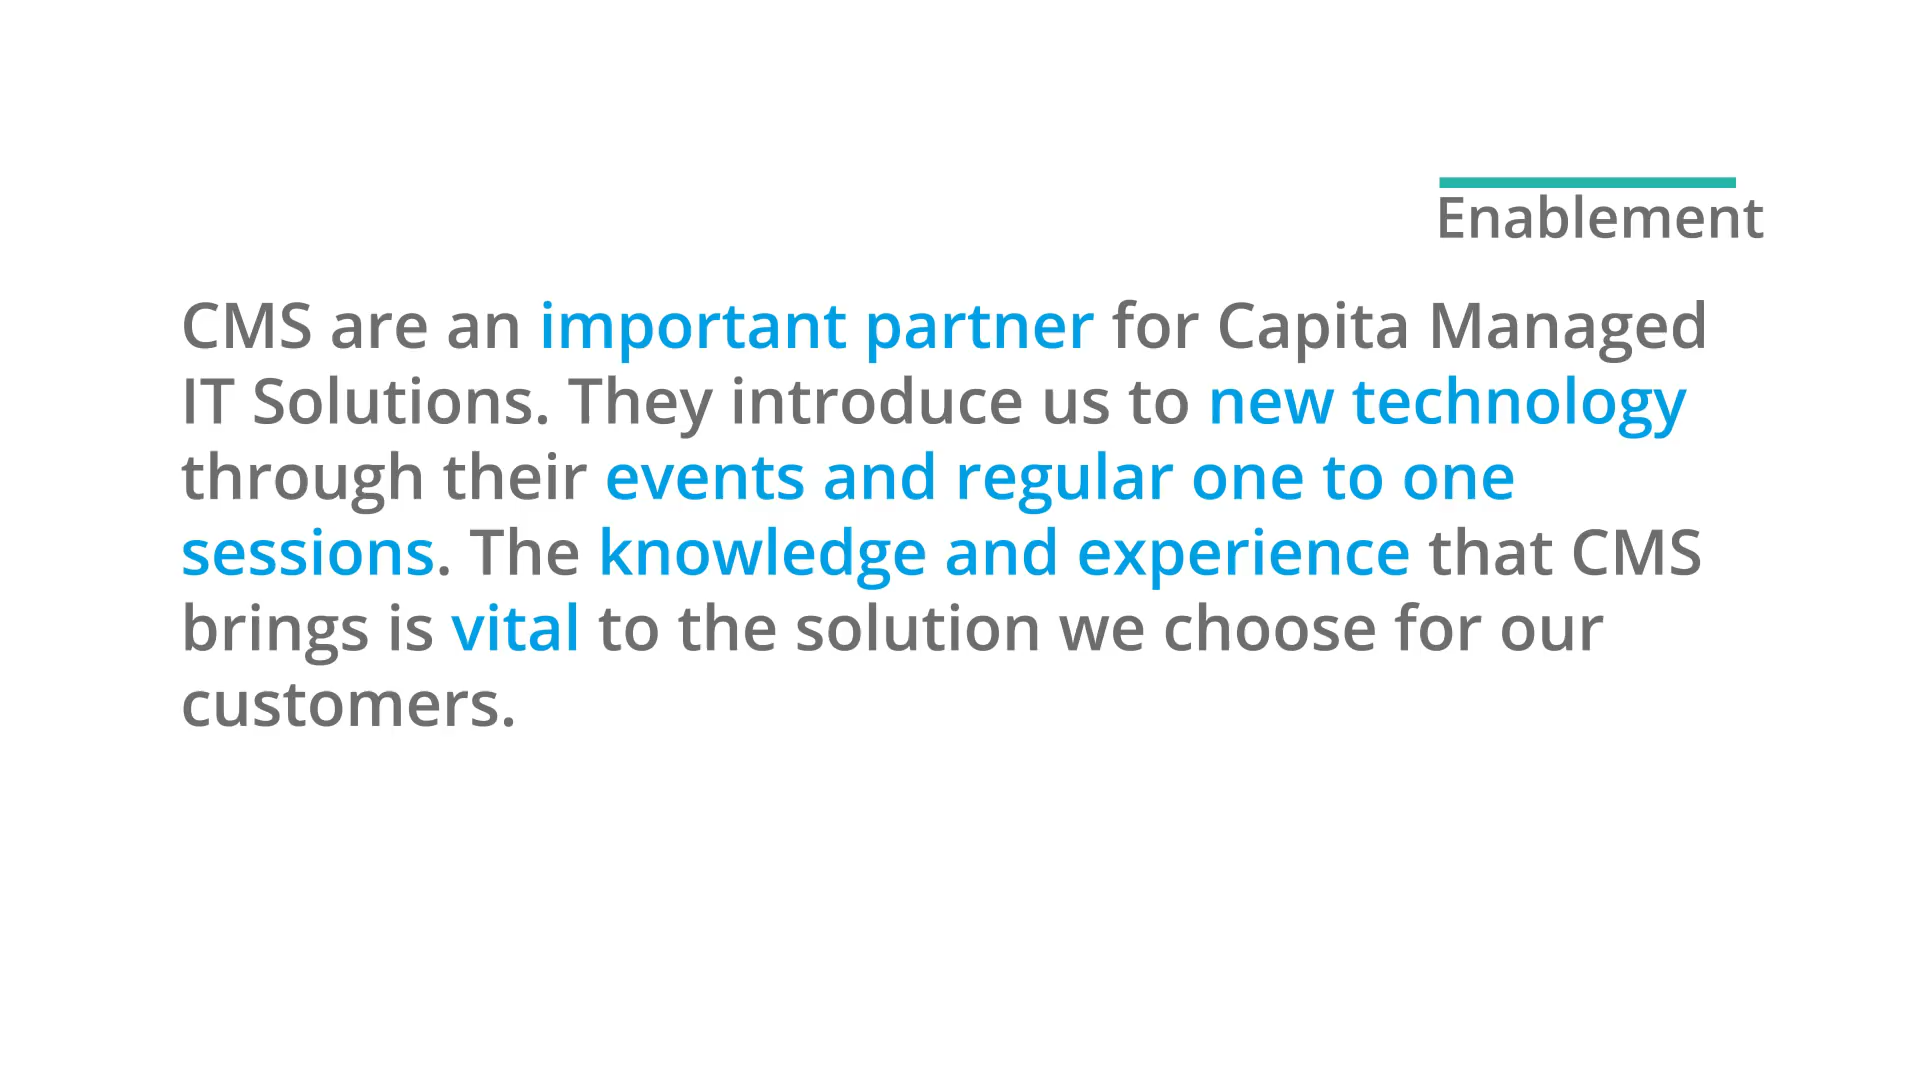 Enablement
CMS are an important partner for Capita Managed
IT Solutions. They introduce us to new technology
through their events and regular one to one
sessions. The knowledge and experience that CMS
brings is vital to the solution we choose for our
customers.